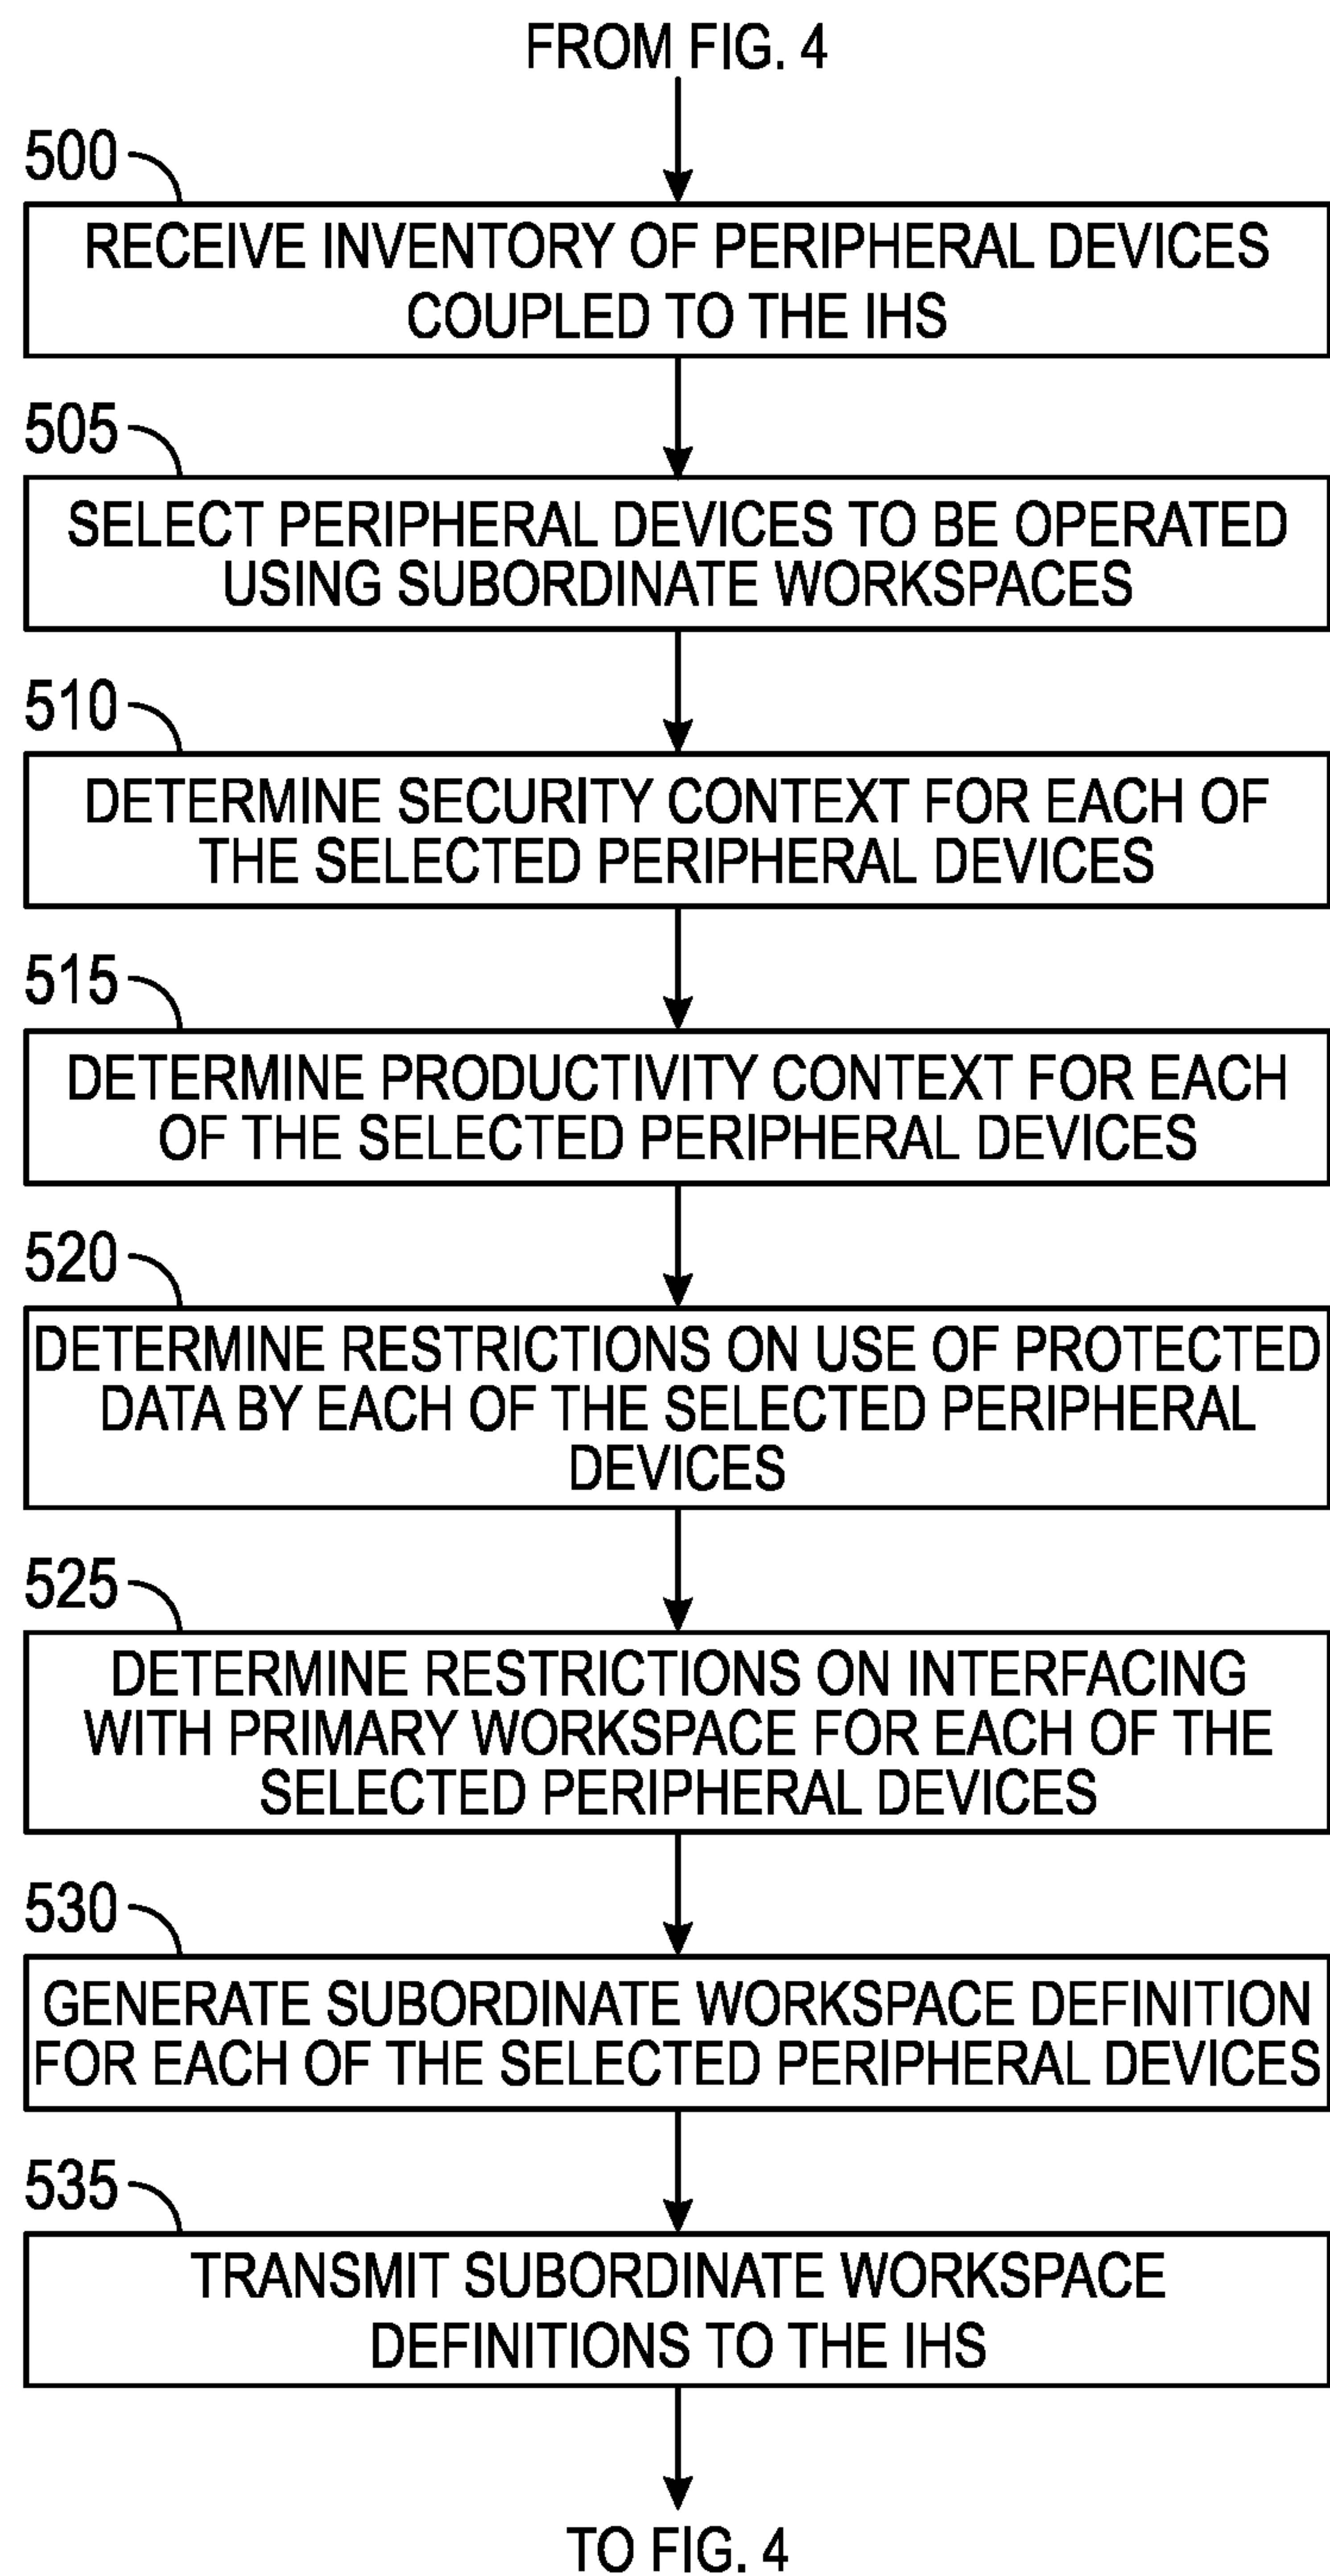 FROM FIG. 4
500
RECEIVE INVENTORY OF PERIPHERAL DEVICES
COUPLED TO THE IHS
505
SELECT PERIPHERAL DEVICES TO BE OPERATED
USING SUBORDINATE WORKSPACES
510
DETERMINE SECURITY CONTEXT FOR EACH OF
THE SELECTED PERIPHERAL DEVICES
515
DETERMINE PRODUCTIVITY CONTEXT FOR EACH
OF THE SELECTED PERIPHERAL DEVICES
520
DETERMINE RESTRICTIONS ON USE OF PROTECTED
DATA BY EACH OF THE SELECTED PERIPHERAL
DEVICES
525
DETERMINE RESTRICTIONS ON INTERFACING
WITH PRIMARY WORKSPACE FOR EACH OF THE
SELECTED PERIPHERAL DEVICES
530
GENERATE SUBORDINATE WORKSPACE DEFINITION
FOR EACH OF THE SELECTED PERIPHERAL DEVICES
535
TRANSMIT SUBORDINATE WORKSPACE
DEFINITIONS TO THE IHS
TO FIG. 4